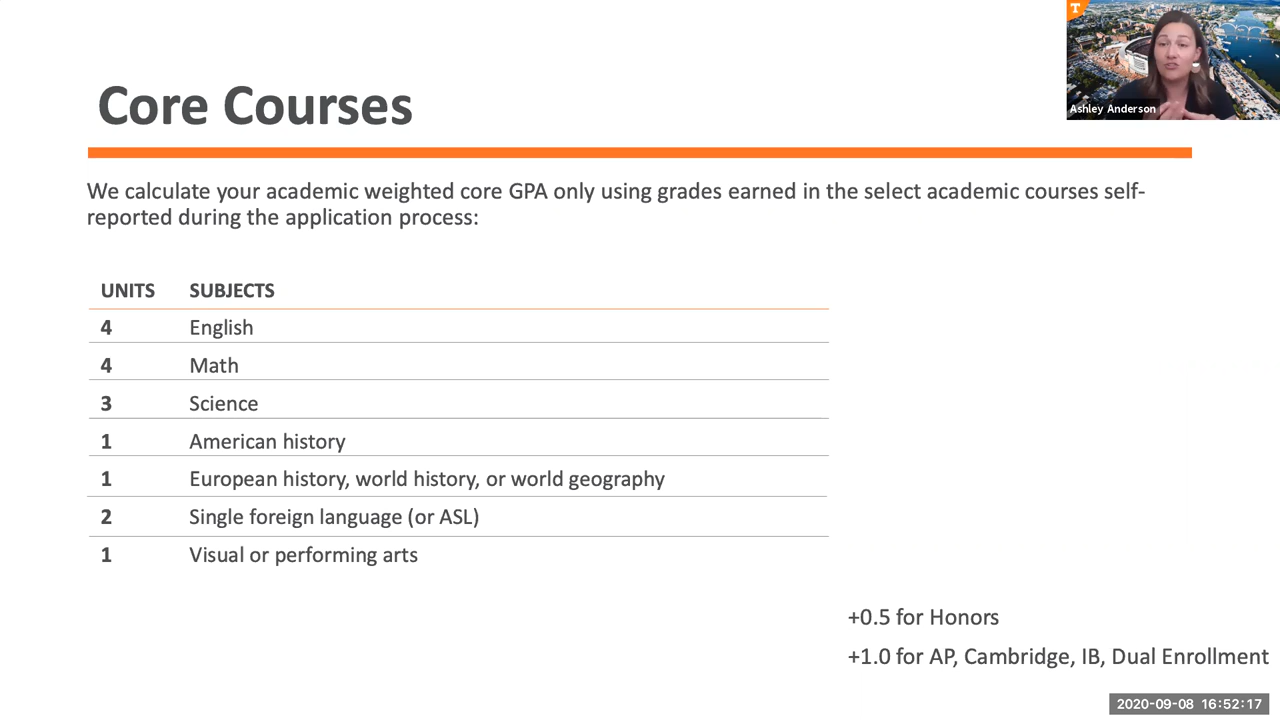 T
Ashley Anderson
Core Courses
We calculate your academic weighted core GPA only using grades earned in the select academic courses self-
reported during the application process:
UNITS SUBJECTS
4 English
4 Math
3 Science
1 American history
1 European history, world history, or world geography
2 Single foreign language (or ASL)
1 Visual or performing arts
+0.5 for Honors
+1.0 for AP, Cambridge, IB, Dual Enrollment
2020-09-08 16:52:17